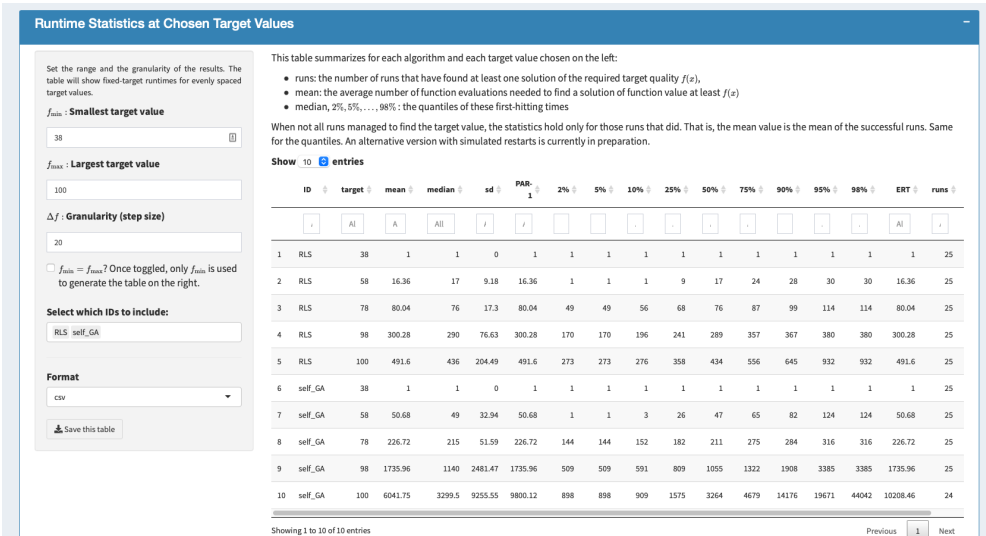 Runtime Statistics at Chosen Target Values
Set the range and the granularity of the results. The
table will show fixed-target runtimes for evenly spaced
target values.
fmin : Smallest target value
38
fmax : Largest target value
100
Δf : Granularity (step size)
20
fmin = fmax? Once toggled, only fmin is used
to generate the table on the right.
Select which IDs to include:
RLS self_GA
Format
csv
Save this table
This table summarizes for each algorithm and each target value chosen on the left:
• runs: the number of runs that have found at least one solution of the required target quality f(x),
• mean: the average number of function evaluations needed to find a solution of function value at least f(x)
• median, 2%, 5%, . . . , 98% : the quantiles of these first-hitting times
When not all runs managed to find the target value, the statistics hold only for those runs that did. That is, the mean value is the mean of the successful runs. Same
for the quantiles. An alternative version with simulated restarts is currently in preparation.
Show 10 entries
ID target mean median sd PAR-1 2% 5% 10% 25% 50% 75% 90% 95% 98% ERT runs
Al A All Al
1 RLS 38 1 1 0 1 1 1 1 1 1 1 1 1 1 1 25
2 RLS 58 16.36 17 9.18 16.36 1 1 1 9 17 24 28 30 30 16.36 25
3 RLS 78 80.04 76 17.3 80.04 49 49 56 68 76 87 99 114 114 80.04 25
4 RLS 98 300.28 290 76.63 300.28 170 170 196 241 289 357 367 380 380 300.28 25
5 RLS 100 491.6 436 204.49 491.6 273 273 276 358 434 556 645 932 932 491.6 25
6 self_GA 38 1 1 0 1 1 1 1 1 1 1 1 1 1 1 25
7 self_GA 58 50.68 49 32.94 50.68 1 1 3 26 47 65 82 124 124 50.68 25
8 self_GA 78 226.72 215 51.59 226.72 144 144 152 182 211 275 284 316 316 226.72 25
9 self_GA 98 1735.96 1140 2481.47 1735.96 509 509 591 809 1055 1322 1908 3385 3385 1735.96 25
10 self_GA 100 6041.75 3299.5 9255.55 9800.12 898 898 909 1575 3264 4679 14176 19671 44042 10208.46 24
Showing 1 to 10 of 10 entries
Previous 1 Next